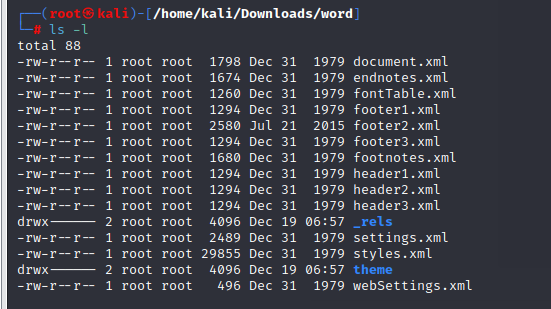 ┌──(root㉿kali)-[/home/kali/Downloads/word]
└─# ls -l
total 88
-rw-r--r-- 1 root root  1798 Dec 31  1979 document.xml
-rw-r--r-- 1 root root  1674 Dec 31  1979 endnotes.xml
-rw-r--r-- 1 root root  1260 Dec 31  1979 fontTable.xml
-rw-r--r-- 1 root root  1294 Dec 31  1979 footer1.xml
-rw-r--r-- 1 root root  2580 Jul 21  2015 footer2.xml
-rw-r--r-- 1 root root  1294 Dec 31  1979 footer3.xml
-rw-r--r-- 1 root root  1680 Dec 31  1979 footnotes.xml
-rw-r--r-- 1 root root  1294 Dec 31  1979 header1.xml
-rw-r--r-- 1 root root  1294 Dec 31  1979 header2.xml
-rw-r--r-- 1 root root  1294 Dec 31  1979 header3.xml
drwx------ 2 root root  4096 Dec 19 06:57 _rels
-rw-r--r-- 1 root root  2489 Dec 31  1979 settings.xml
-rw-r--r-- 1 root root 29855 Dec 31  1979 styles.xml
drwx------ 2 root root  4096 Dec 19 06:57 theme
-rw-r--r-- 1 root root   496 Dec 31  1979 webSettings.xml